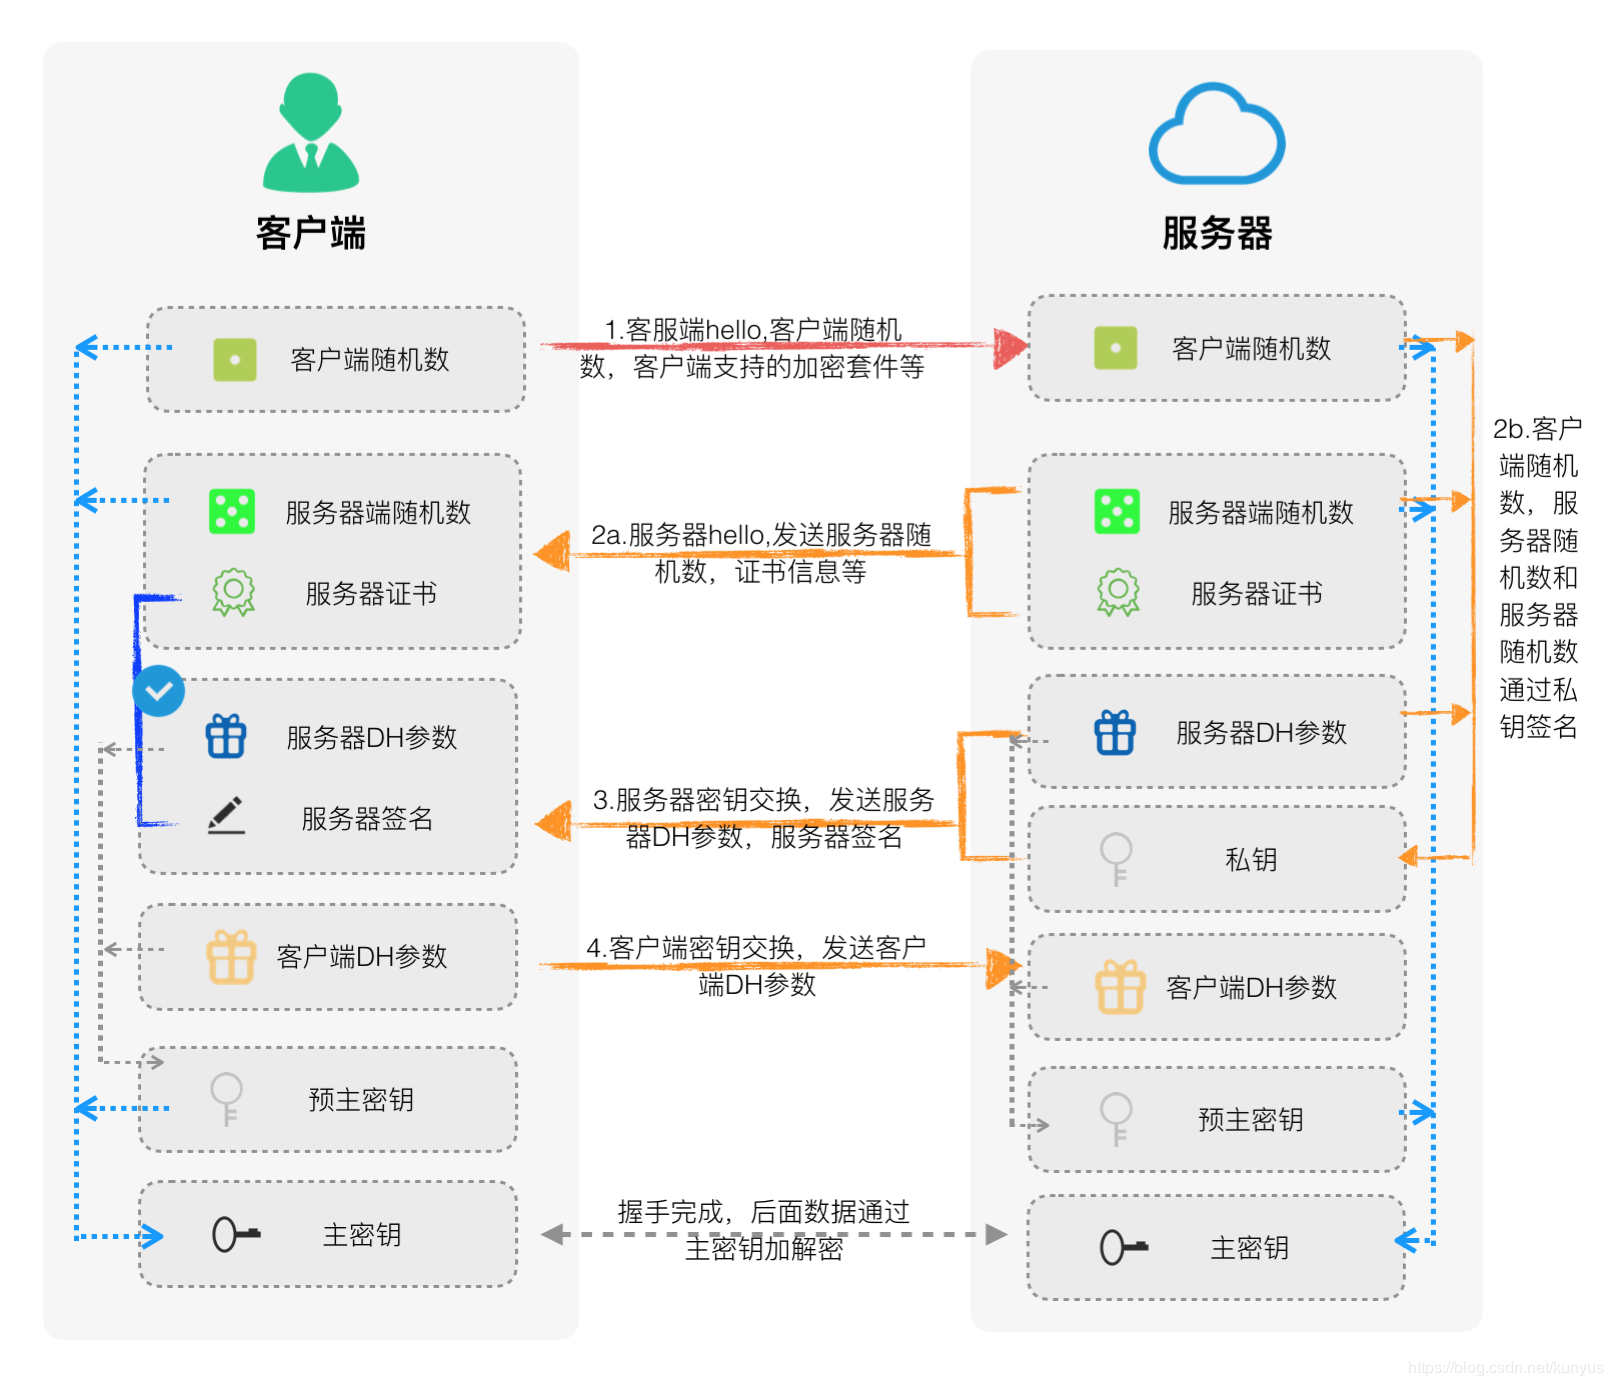 客户端
服务器
客户端随机数
1.客服端hello,客户端随机
数，客户端支持的加密套件等
客户端随机数
2b.客户
端随机
数，服
务器随
机数和
服务器
随机数
通过私
钥签名
服务器端随机数
服务器证书
2a.服务器hello,发送服务器随
机数，证书信息等
服务器端随机数
服务器证书
服务器DH参数
服务器签名
3.服务器密钥交换，发送服务
器DH参数，服务器签名
服务器DH参数
私钥
客户端DH参数
4.客户端密钥交换，发送客户
端DH参数
客户端DH参数
预主密钥
预主密钥
主密钥
握手完成，后面数据通过
主密钥加解密
主密钥
https://blog.csdn.net/kunyus